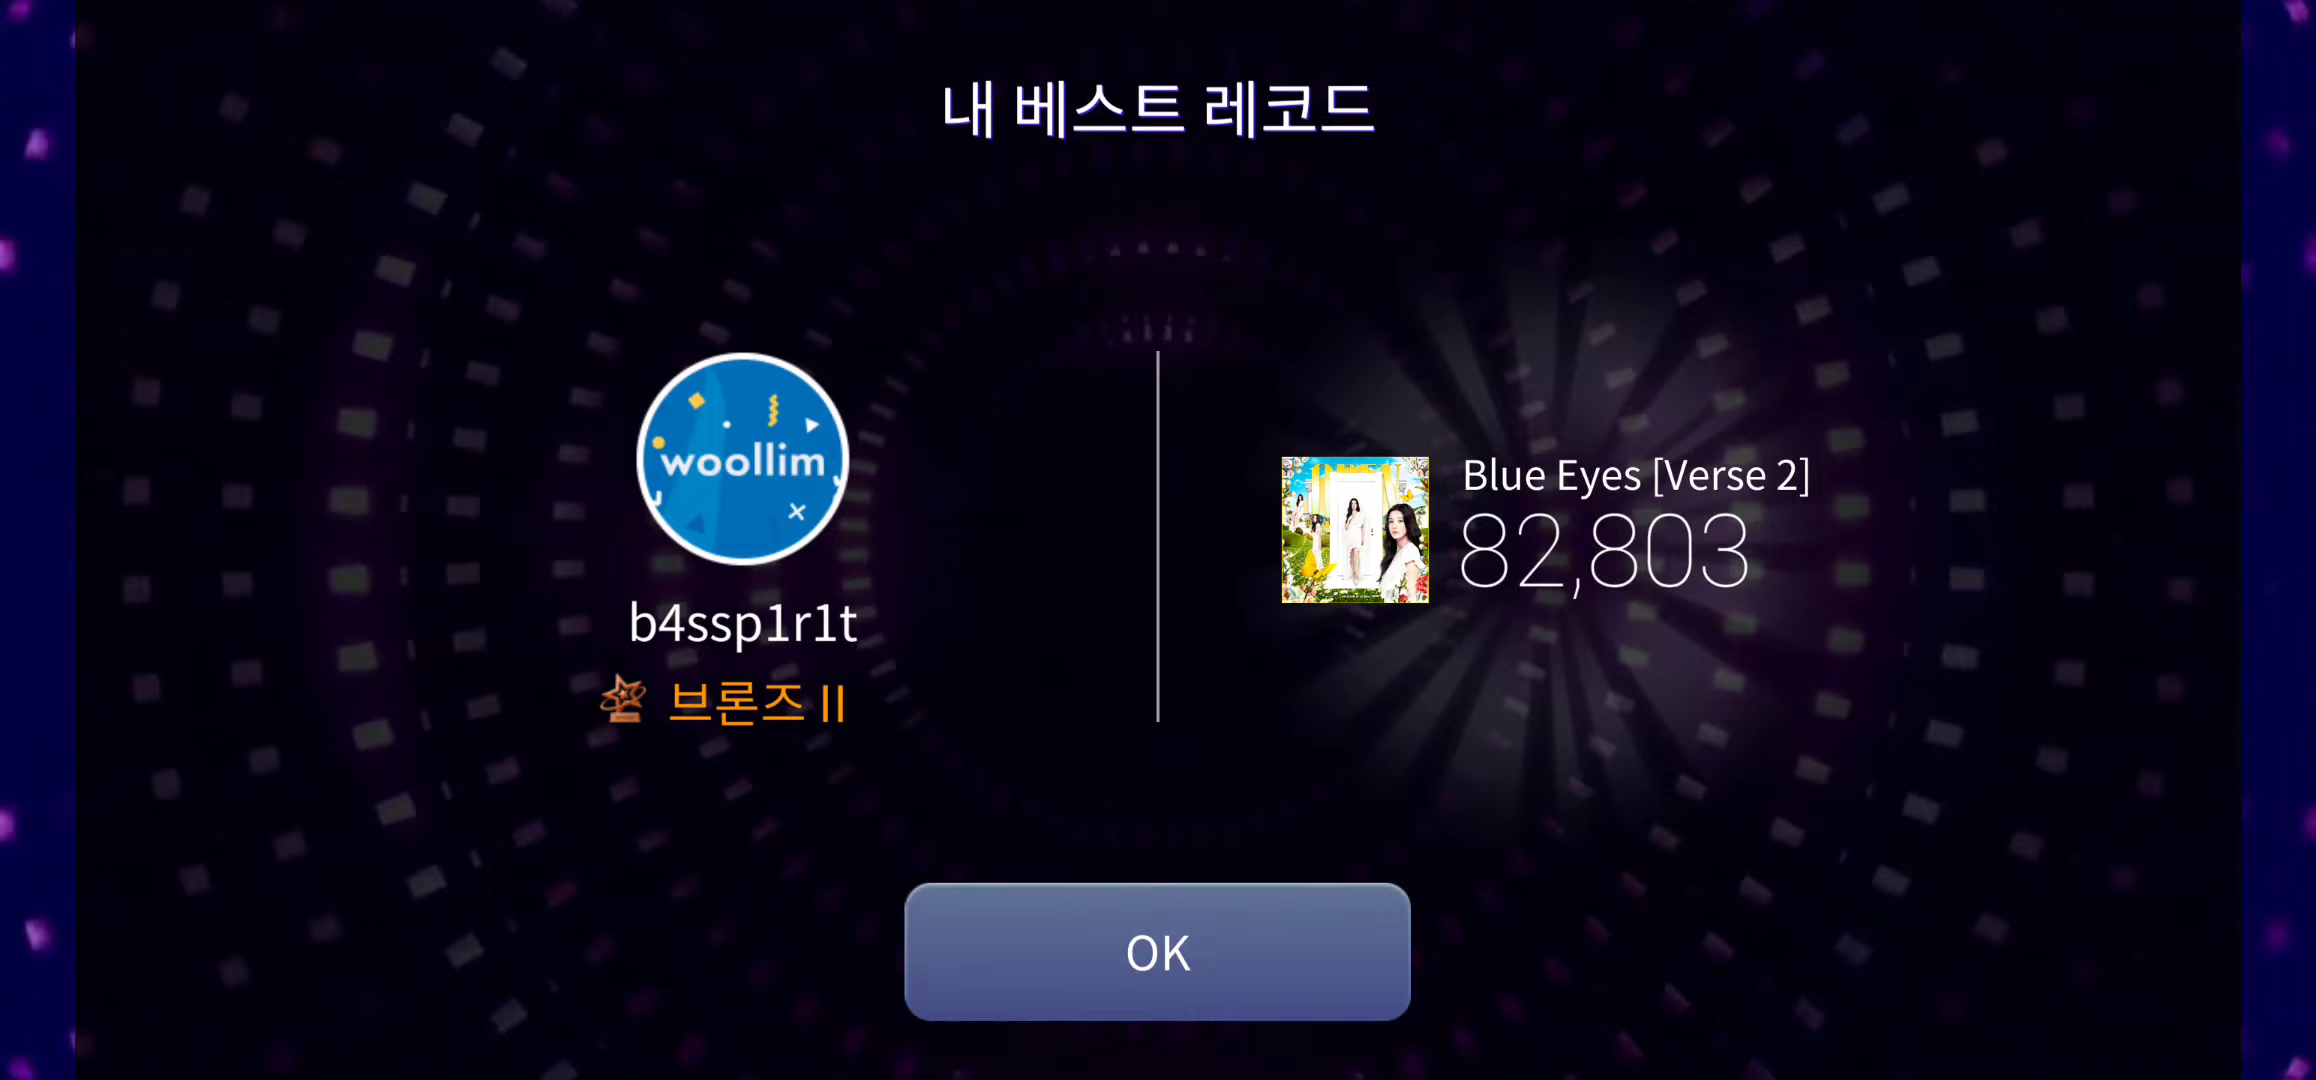 내 베스트 레코드
woollim
b4ssp1r1t
브론즈 II
Blue Eyes [Verse 2]
82,803
OK